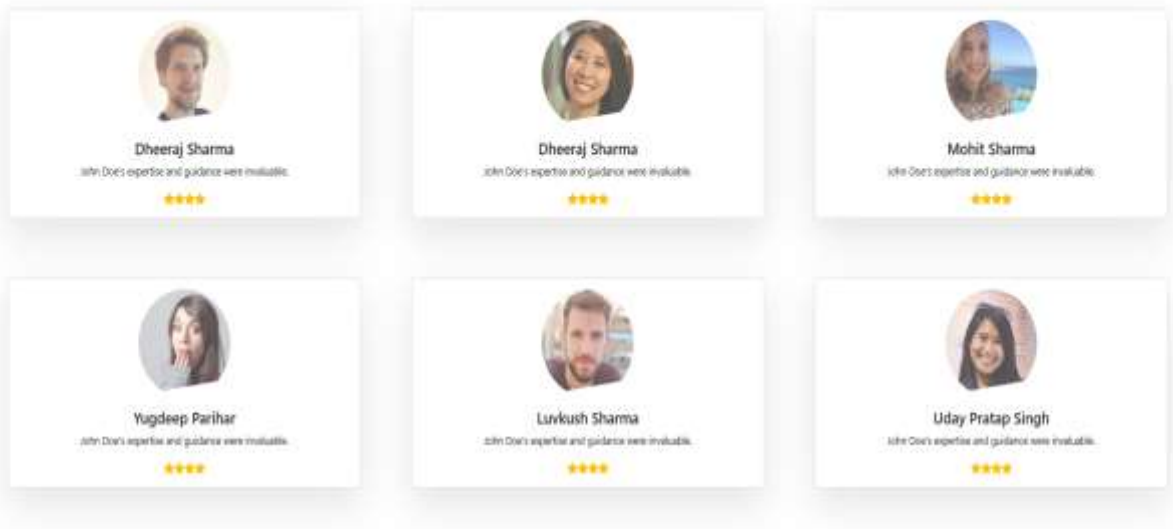 Dheeraj Sharma
John Doe's expertise and guidance were invaluable.
Dheeraj Sharma
John Doe's expertise and guidance were invaluable.
Mohit Sharma
John Doe's expertise and guidance were invaluable.
Yugdeep Parihar
John Doe's expertise and guidance were invaluable.
Luvkush Sharma
John Doe's expertise and guidance were invaluable.
Uday Pratap Singh
John Doe's expertise and guidance were invaluable.